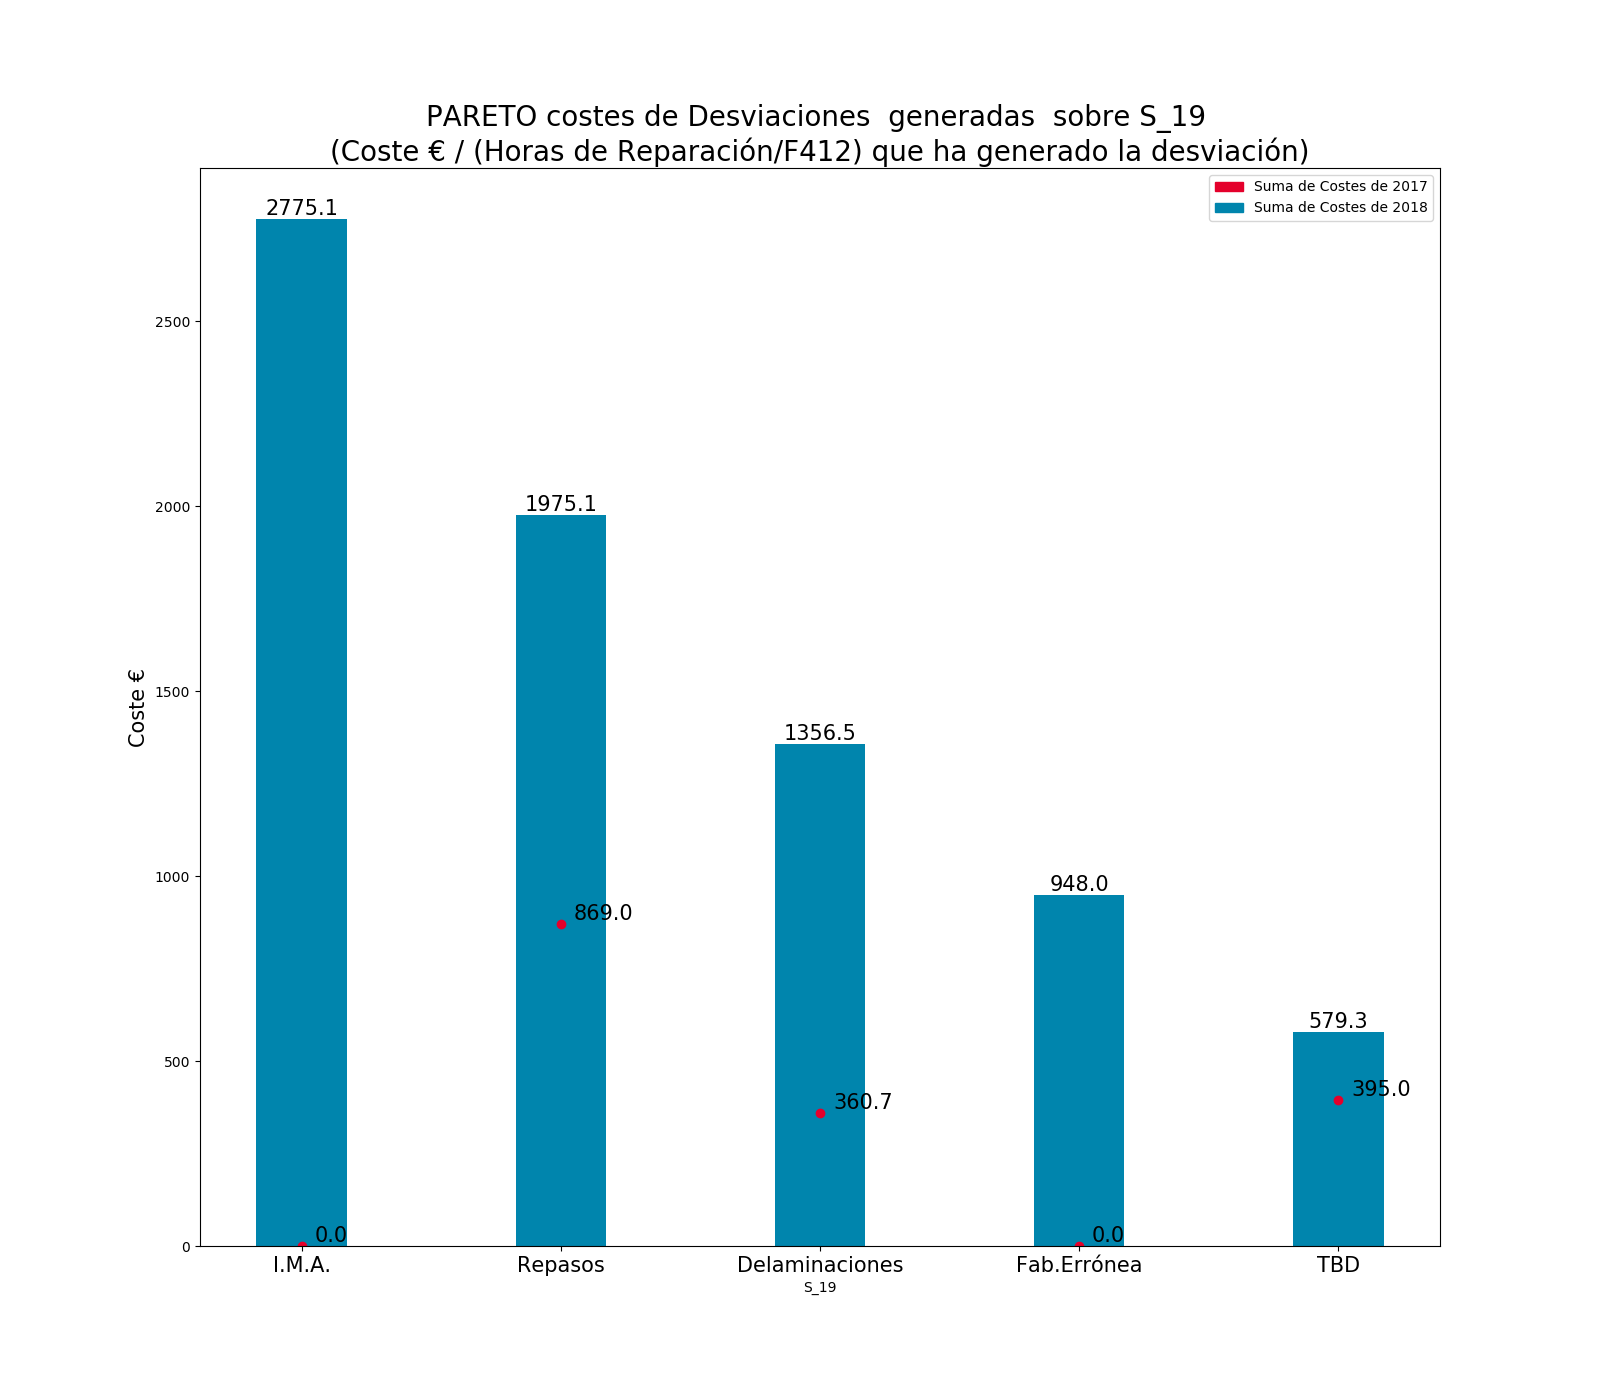 PARETO costes de Desviaciones  generadas  sobre S_19
(Coste € / (Horas de Reparación/F412) que ha generado la desviación)
Suma de Costes de 2017
Suma de Costes de 2018
2775.1
2500
2000
1975.1
1500
1356.5
Coste €
1000
948.0
869.0
579.3
500
395.0
360.7
0.0
0.0
0
I.M.A.
Repasos
Delaminaciones
Fab.Errónea
TBD
S_19